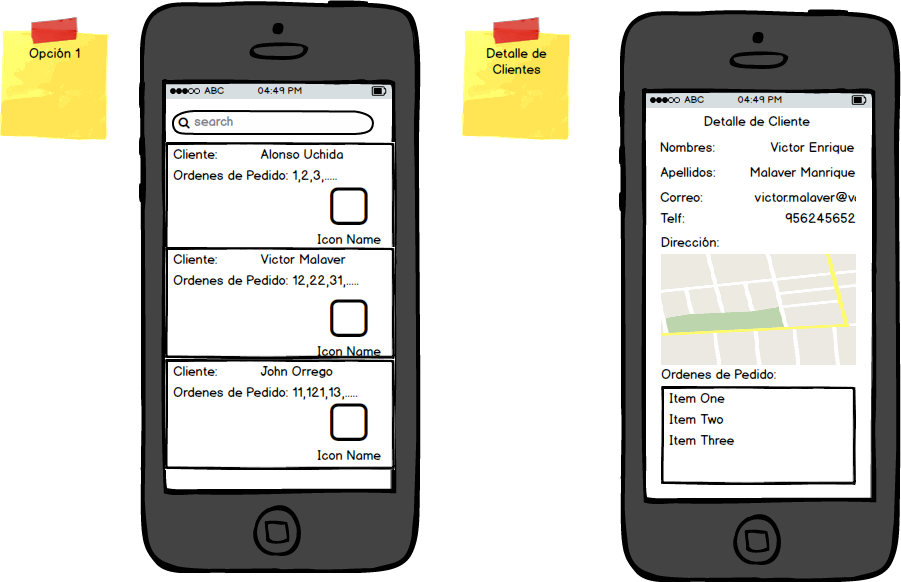 Opción 1
ABC 04:49 PM
search
Cliente: Alonso Uchida
Ordenes de Pedido: 1,2,3,.....
Icon Name
Cliente: Victor Malaver
Ordenes de Pedido: 12,22,31,.....
Icon Name
Cliente: John Orrego
Ordenes de Pedido: 11,121,13,.....
Icon Name
Detalle de
Clientes
ABC 04:49 PM
Detalle de Cliente
Nombres: Victor Enrique
Apellidos: Malaver Manrique
Correo: victor.malaver@v
Telf: 956245652
Dirección:
Ordenes de Pedido:
Item One
Item Two
Item Three